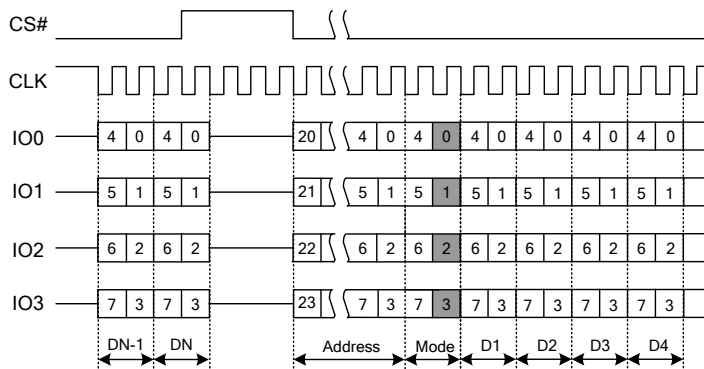 CS#
CLK
IO0 4 0 4 0 20 4 0 4 0 4 0 4 0 4 0 4 0
IO1 5 1 5 1 21 5 1 5 1 5 1 5 1 5 1 5 1
IO2 6 2 6 2 22 6 2 6 2 6 2 6 2 6 2 6 2
IO3 7 3 7 3 23 7 3 7 3 7 3 7 3 7 3 7 3
DN-1 DN Address Mode D1 D2 D3 D4